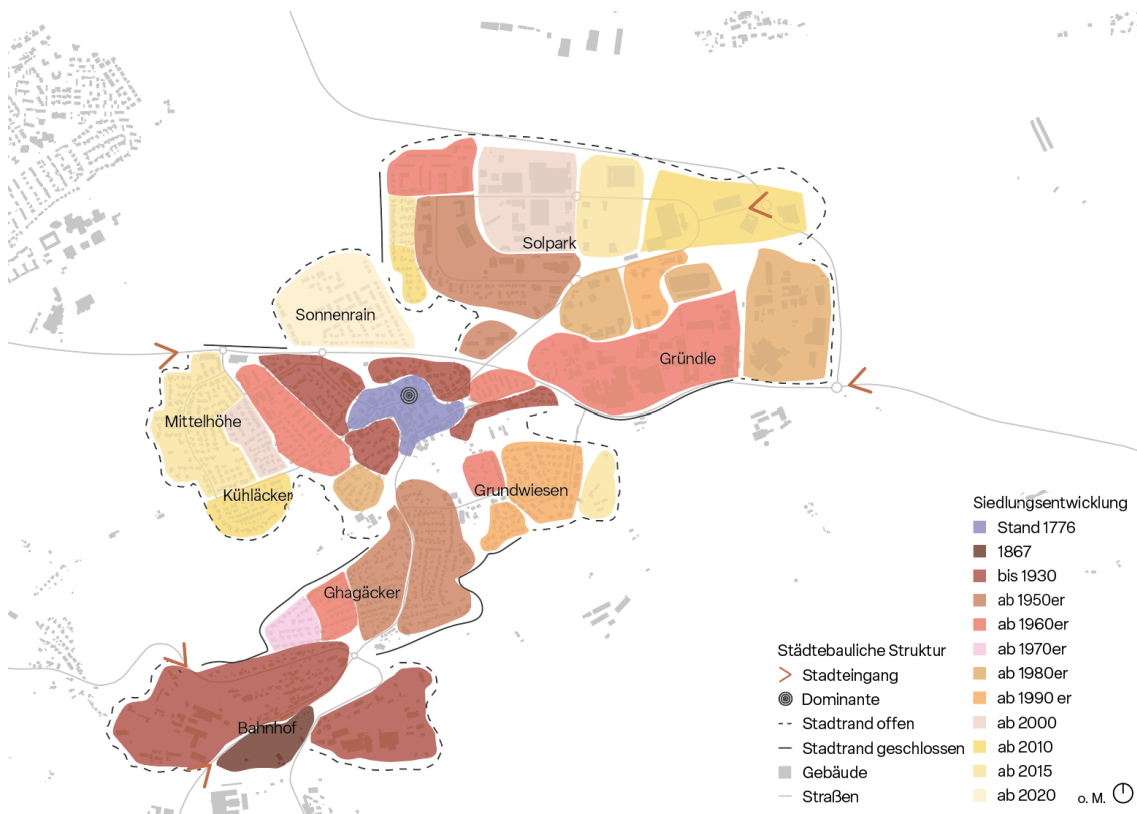 Solpark
Sonnenrain
Gründle
Mittelhöhe
Kühläcker
Grundwiesen
Ghagäcker
Bahnhof
Städtebauliche Struktur
Stadteingang
Dominante
Stadtrand offen
Stadtrand geschlossen
Gebäude
Straßen
Siedlungsentwicklung
Stand 1776
1867
bis 1930
ab 1950er
ab 1960er
ab 1970er
ab 1980er
ab 1990 er
ab 2000
ab 2010
ab 2015
ab 2020
o. M.